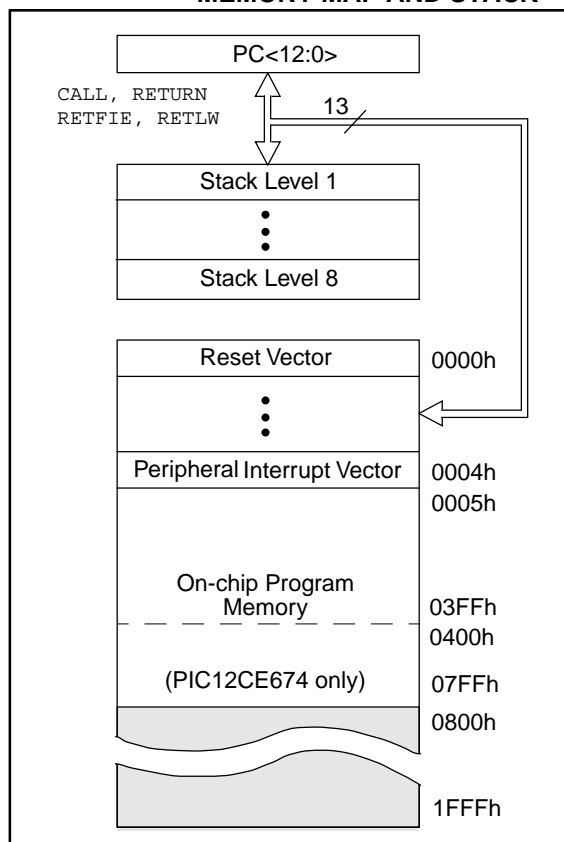 MEMORY MAP AND STACK
PC<12:0>
CALL, RETURN
RETFIE, RETLW
13
Stack Level 1
Stack Level 8
Reset Vector
0000h
Peripheral Interrupt Vector
0004h
0005h
On-chip Program
Memory
03FFh
0400h
(PIC12CE674 only)
07FFh
0800h
1FFFh